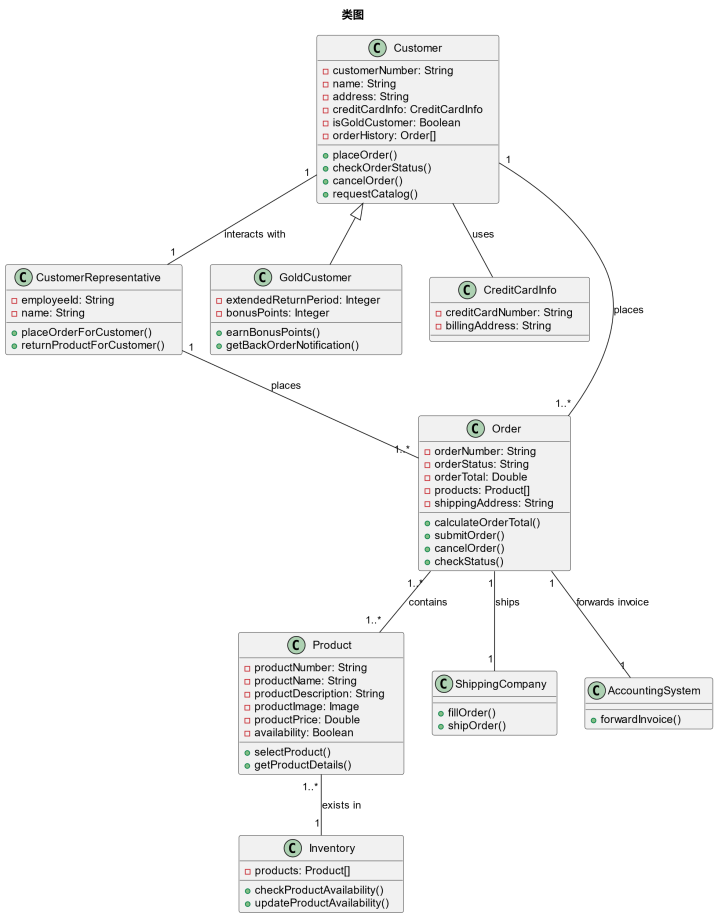 类图
C Customer
customerNumber: String
name: String
address: String
creditCardInfo: CreditCardInfo
isGoldCustomer: Boolean
orderHistory: Order[]
placeOrder()
checkOrderStatus()
cancelOrder()
requestCatalog()
1
1
interacts with
uses
1
C CustomerRepresentative
employeeId: String
name: String
placeOrderForCustomer()
returnProductForCustomer()
C GoldCustomer
extendedReturnPeriod: Integer
bonusPoints: Integer
earnBonusPoints()
getBackOrderNotification()
C CreditCardInfo
creditCardNumber: String
billingAddress: String
places
1
places
1..*
1..*
C Order
orderNumber: String
orderStatus: String
orderTotal: Double
products: Product[]
shippingAddress: String
calculateOrderTotal()
submitOrder()
cancelOrder()
checkStatus()
1..*
1
1
contains
ships
forwards invoice
1..*
1
1
C Product
productNumber: String
productName: String
productDescription: String
productImage: Image
productPrice: Double
availability: Boolean
selectProduct()
getProductDetails()
C ShippingCompany
fillOrder()
shipOrder()
C AccountingSystem
forwardInvoice()
1..*
exists in
1
C Inventory
products: Product[]
checkProductAvailability()
updateProductAvailability()